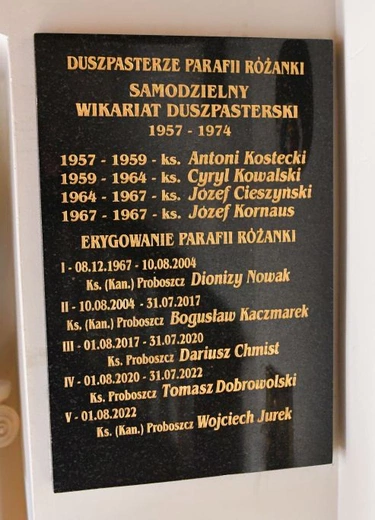 DUSZPASTERZE PARAFII RÓŻANKI
SAMODZIELNY
WIKARIAT DUSZPASTERSKI
1957 - 1974
1957 - 1959 - ks. Antoni Kostecki
1959 - 1964 - ks. Cyryl Kowalski
1964 - 1967 - ks. Józef Cieszyński
1967 - 1967 - ks. Józef Kornaus
ERYGOWANIE PARAFII RÓŻANKI
I - 08.12.1967 - 10.08.2004
Ks. (Kan.) Proboszcz Dionizy Nowak
II - 10.08.2004 - 31.07.2017
Ks. (Kan.) Proboszcz Bogusław Kaczmarek
III - 01.08.2017 - 31.07.2020
Ks. Proboszcz Dariusz Chmist
IV - 01.08.2020 - 31.07.2022
Ks. Proboszcz Tomasz Dobrowolski
V - 01.08.2022
Ks. (Kan.) Proboszcz Wojciech Jurek